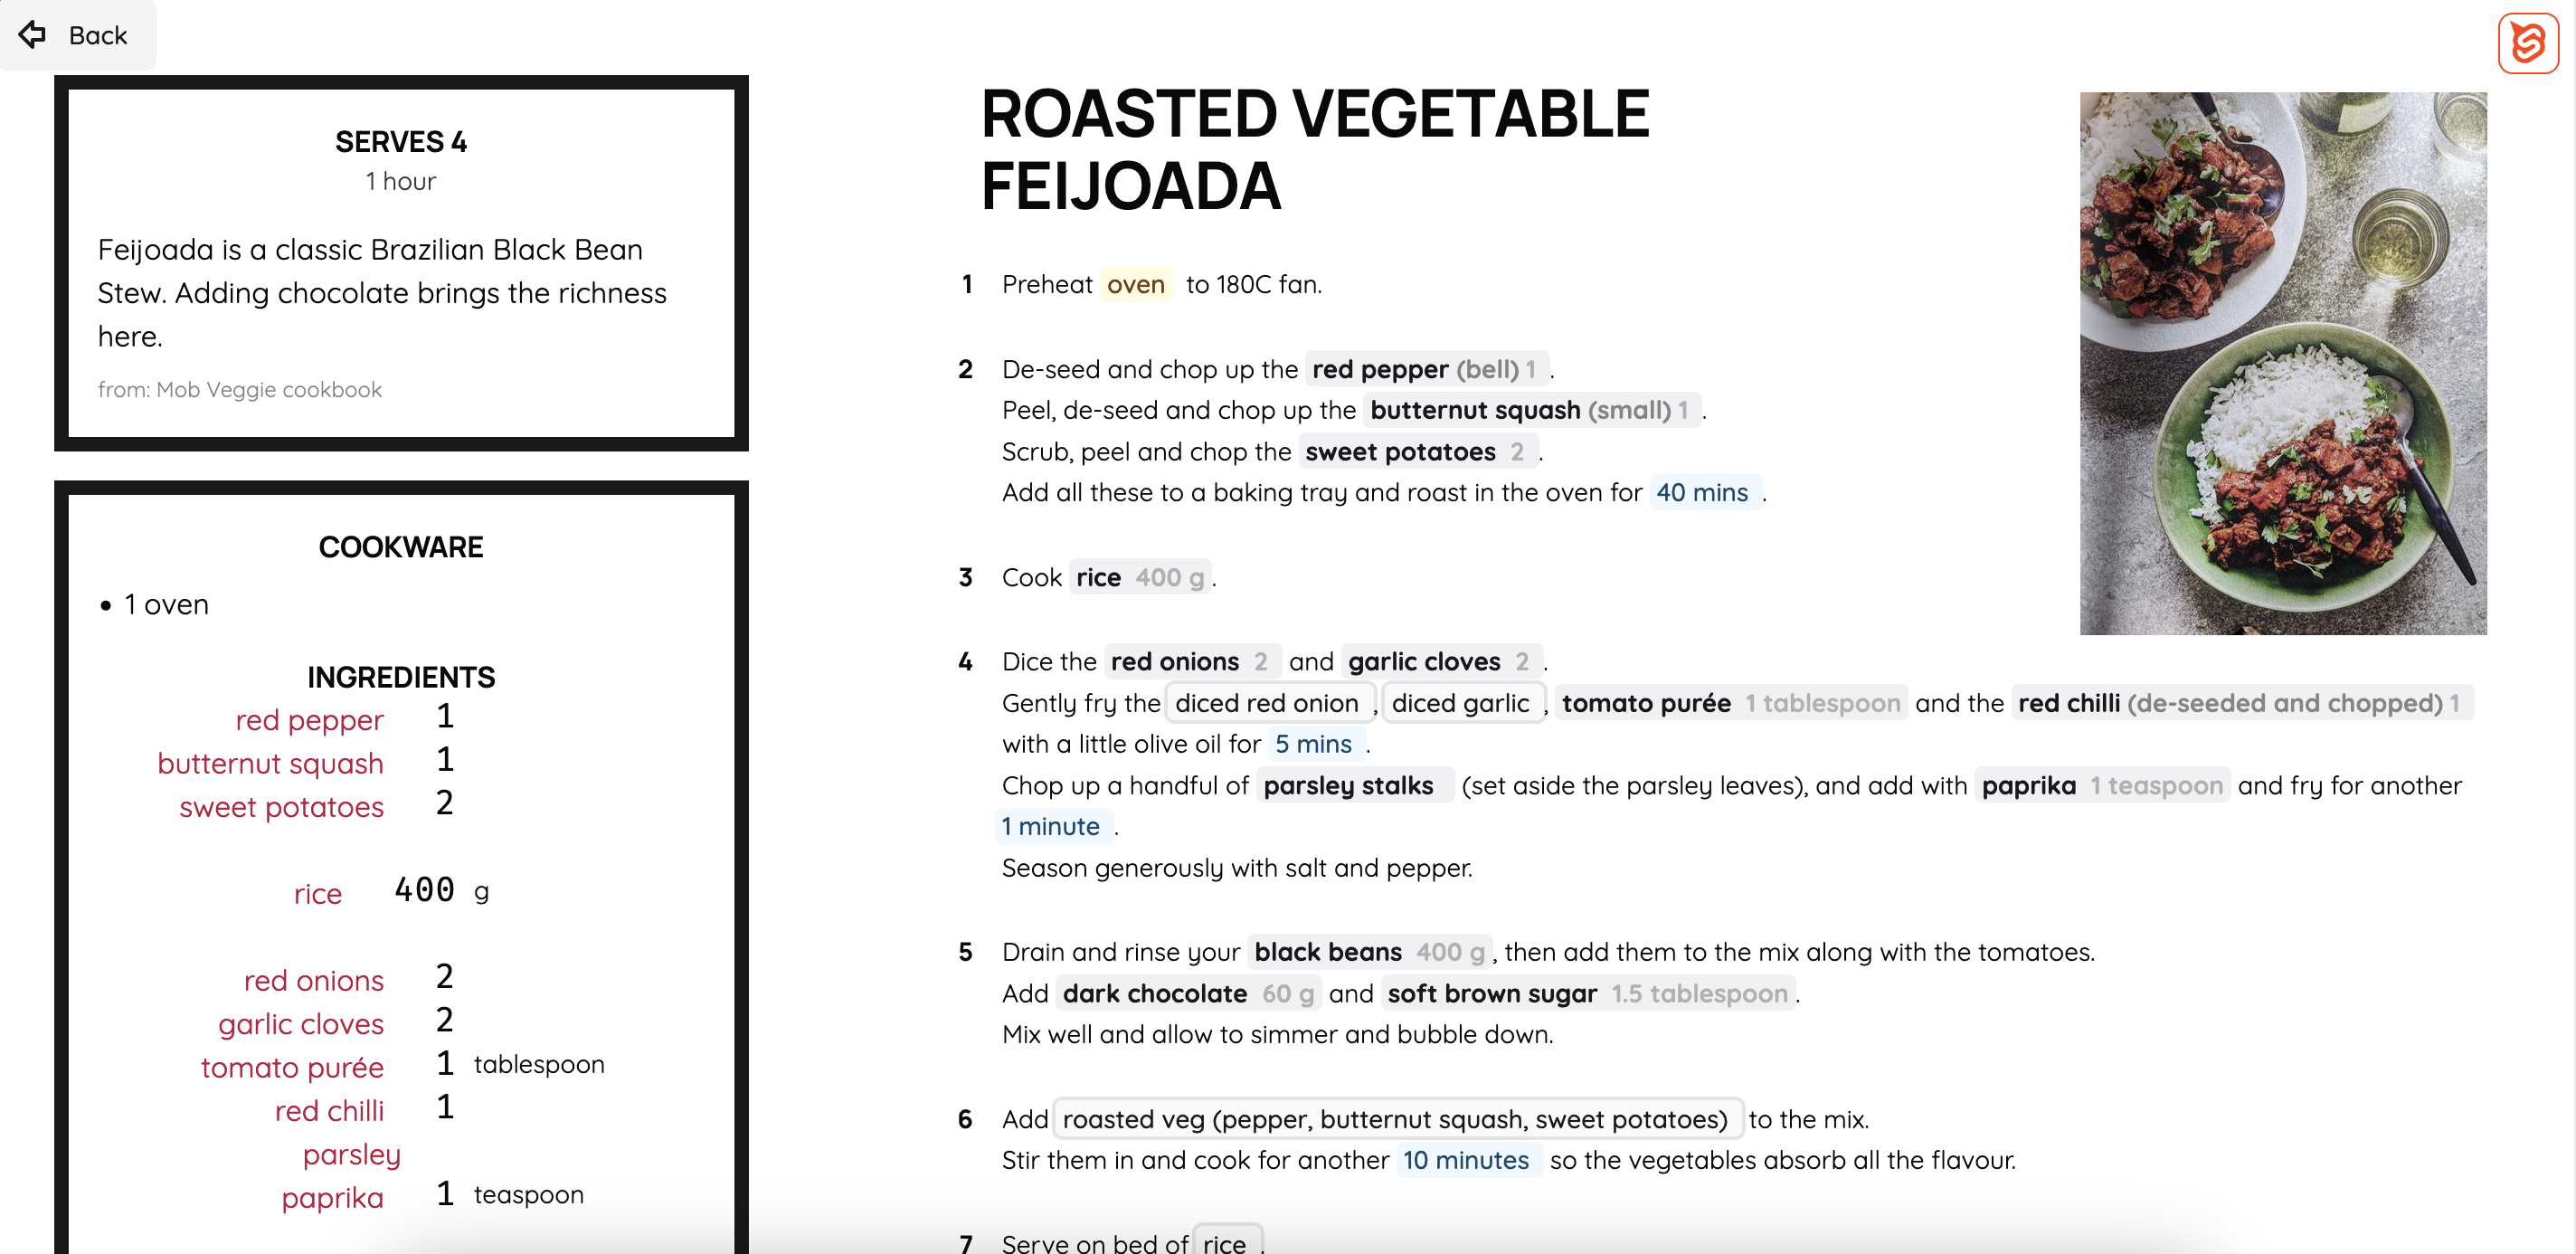 Back
SERVES 4
1 hour
Feijoada is a classic Brazilian Black Bean
Stew. Adding chocolate brings the richness
here.
from: Mob Veggie cookbook
COOKWARE
• 1 oven
INGREDIENTS
red pepper 1
butternut squash 1
sweet potatoes 2
rice 400 g
red onions 2
garlic cloves 2
tomato purée 1 tablespoon
red chilli 1
parsley
paprika 1 teaspoon
ROASTED VEGETABLE
FEIJOADA
1 Preheat oven to 180C fan.
2 De-seed and chop up the red pepper (bell) 1 .
Peel, de-seed and chop up the butternut squash (small) 1 .
Scrub, peel and chop the sweet potatoes 2 .
Add all these to a baking tray and roast in the oven for 40 mins .
3 Cook rice 400 g .
4 Dice the red onions 2 and garlic cloves 2 .
Gently fry the diced red onion , diced garlic , tomato purée 1 tablespoon and the red chilli (de-seeded and chopped) 1
with a little olive oil for 5 mins .
Chop up a handful of parsley stalks (set aside the parsley leaves), and add with paprika 1 teaspoon and fry for another
1 minute .
Season generously with salt and pepper.
5 Drain and rinse your black beans 400 g , then add them to the mix along with the tomatoes.
Add dark chocolate 60 g and soft brown sugar 1.5 tablespoon .
Mix well and allow to simmer and bubble down.
6 Add roasted veg (pepper, butternut squash, sweet potatoes) to the mix.
Stir them in and cook for another 10 minutes so the vegetables absorb all the flavour.
7 Serve on bed of rice .